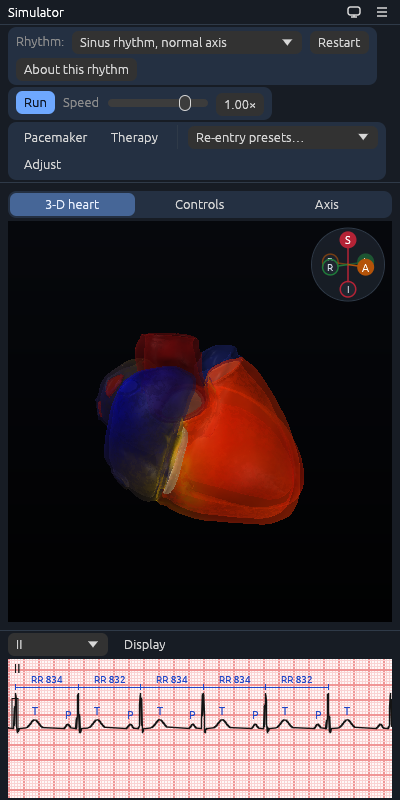 Simulator
Rhythm: Sinus rhythm, normal axis Restart
About this rhythm
Run Speed 1.00×
Pacemaker Therapy Re-entry presets…
Adjust
3-D heart Controls Axis
S
R A
I
II Display
II
RR 834 RR 832 RR 834 RR 834 RR 832
T P T P T P T P T P T